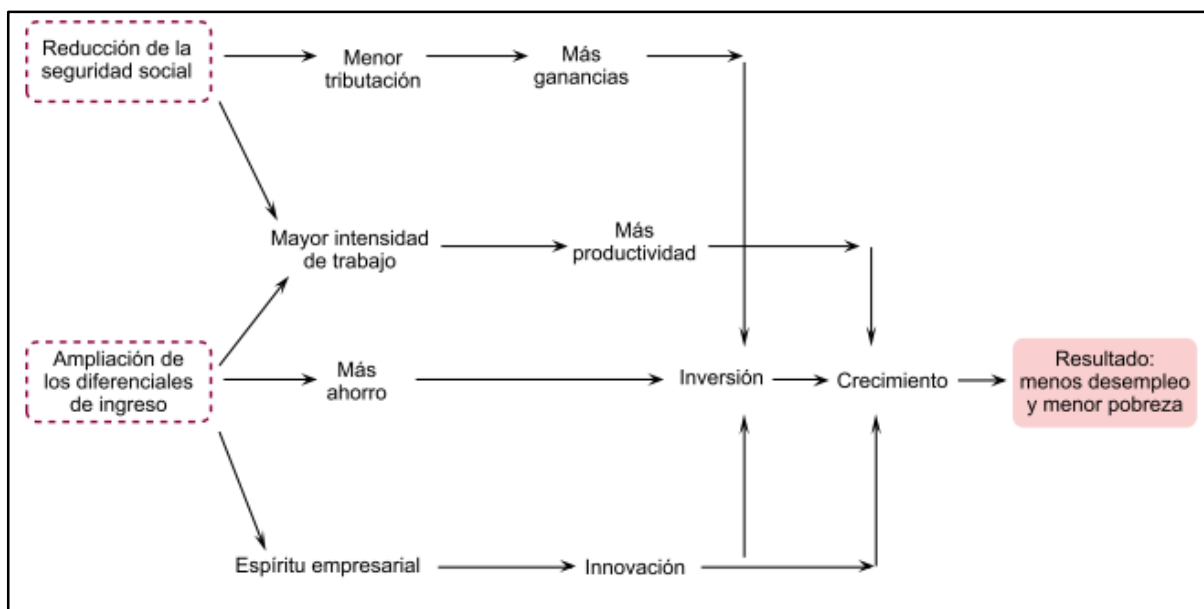 Reducción de la
seguridad social
Menor
tributación
Más
ganancias
Mayor intensidad
de trabajo
Más
productividad
Ampliación de
los diferenciales
de ingreso
Más
ahorro
Inversión
Crecimiento
Resultado:
menos desempleo
y menor pobreza
Espíritu empresarial
Innovación